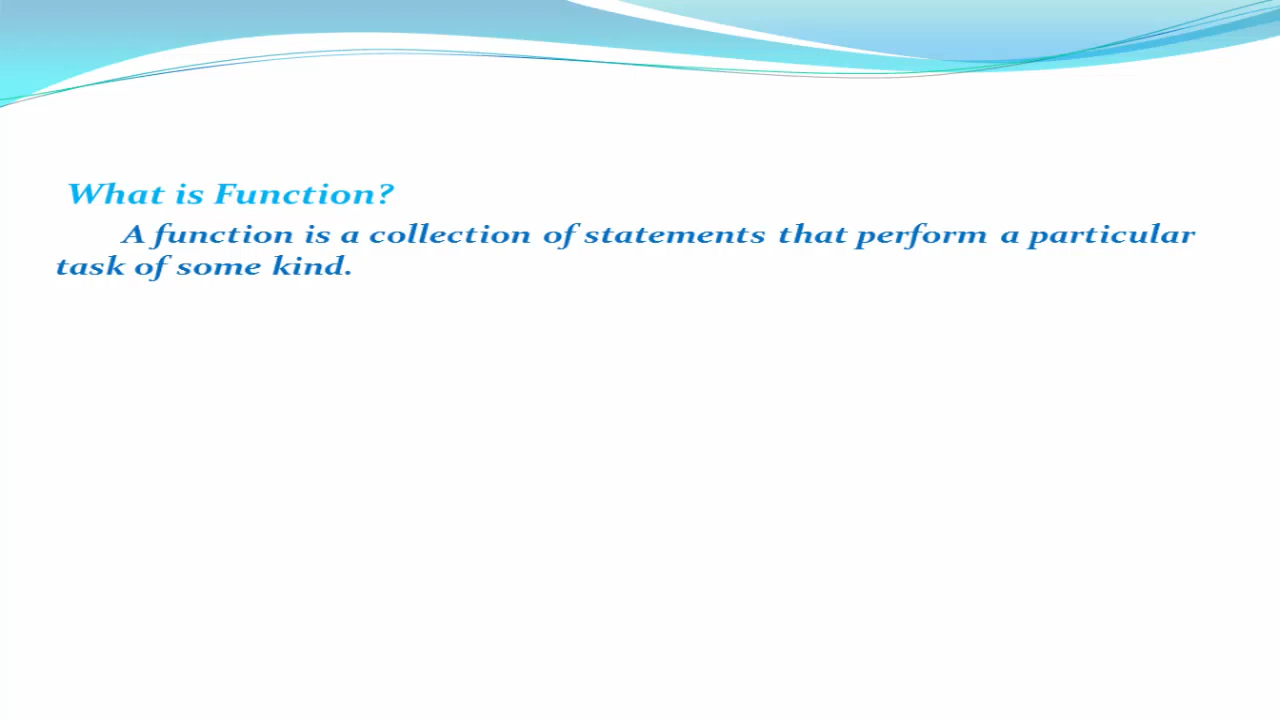 What is Function?
A function is a collection of statements that perform a particular
task of some kind.